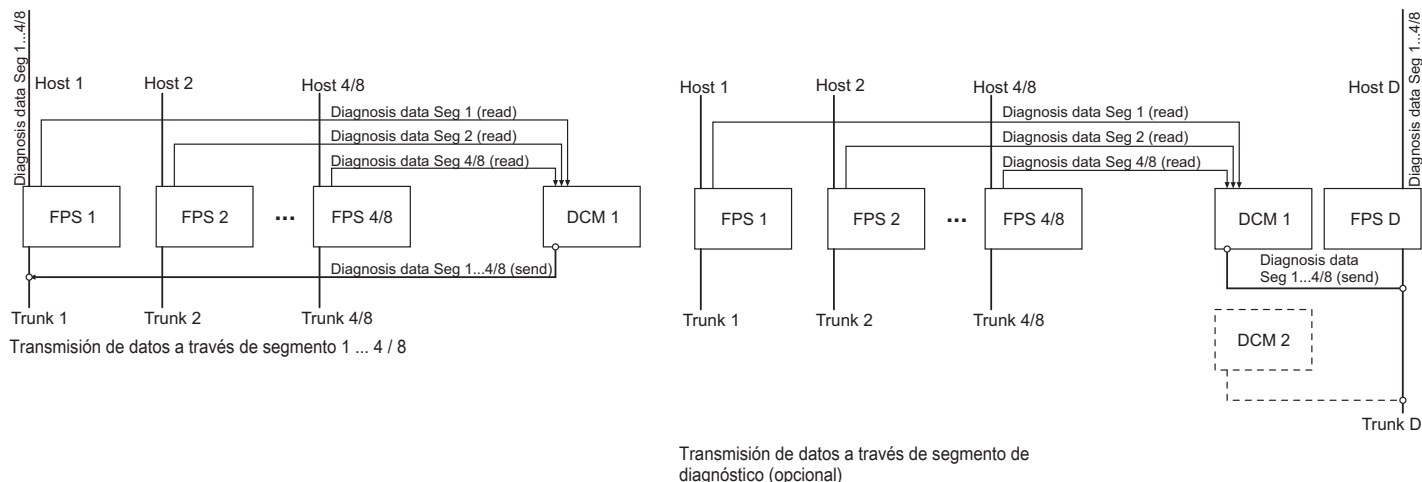 Diagnosis data Seg 1...4/8
Host 1
Host 2
Host 4/8
Diagnosis data Seg 1 (read)
Diagnosis data Seg 2 (read)
Diagnosis data Seg 4/8 (read)
FPS 1
FPS 2
...
FPS 4/8
DCM 1
Diagnosis data Seg 1...4/8 (send)
Trunk 1
Trunk 2
Trunk 4/8
Transmisión de datos a través de segmento 1 ... 4 / 8
Host 1
Host 2
Host 4/8
Host D
Diagnosis data Seg 1...4/8
Diagnosis data Seg 1 (read)
Diagnosis data Seg 2 (read)
Diagnosis data Seg 4/8 (read)
FPS 1
FPS 2
...
FPS 4/8
DCM 1
FPS D
Diagnosis data
Seg 1...4/8 (send)
Trunk 1
Trunk 2
Trunk 4/8
DCM 2
Trunk D
Transmisión de datos a través de segmento de
diagnóstico (opcional)